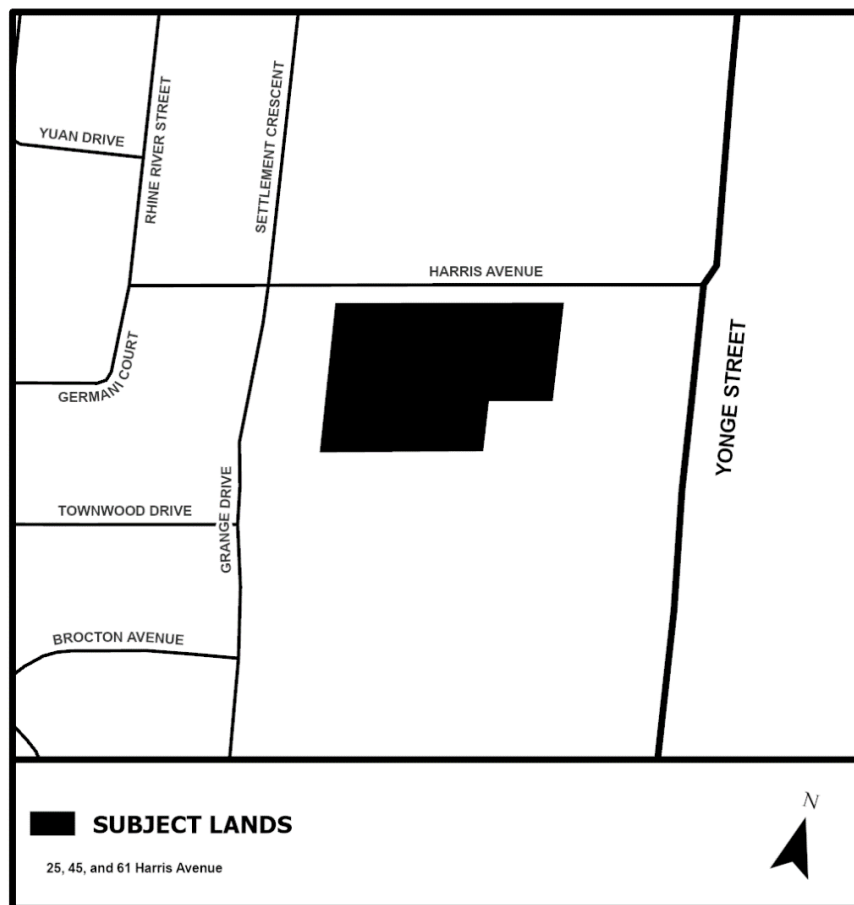 YUAN DRIVE
RHINE RIVER STREET
SETTLEMENT CRESCENT
HARRIS AVENUE
GERMANI COURT
YONGE STREET
TOWNWOOD DRIVE
GRANGE DRIVE
BROCTON AVENUE
SUBJECT LANDS
N
25, 45, and 61 Harris Avenue